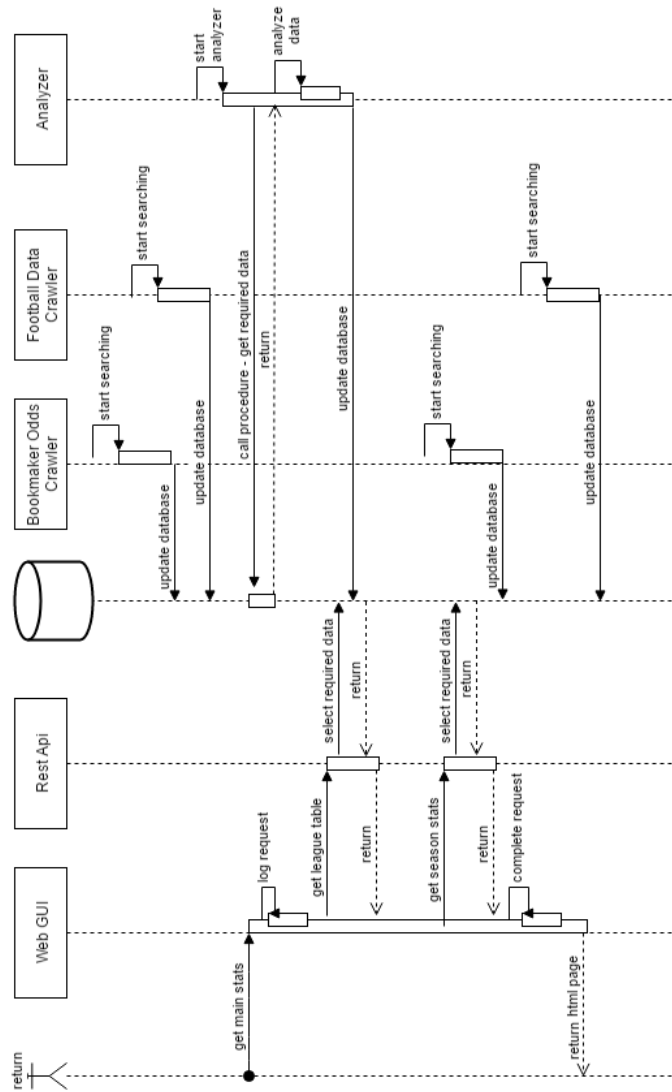 return
Web GUI
Rest Api
Bookmaker Odds
Crawler
Football Data
Crawler
Analyzer
start searching
start searching
start
analyzer
update database
update database
get main stats
log request
call procedure - get required data
return
analyze
data
get league table
select required data
return
return
update database
get season stats
select required data
return
return
start searching
update database
complete request
start searching
return html page
update database